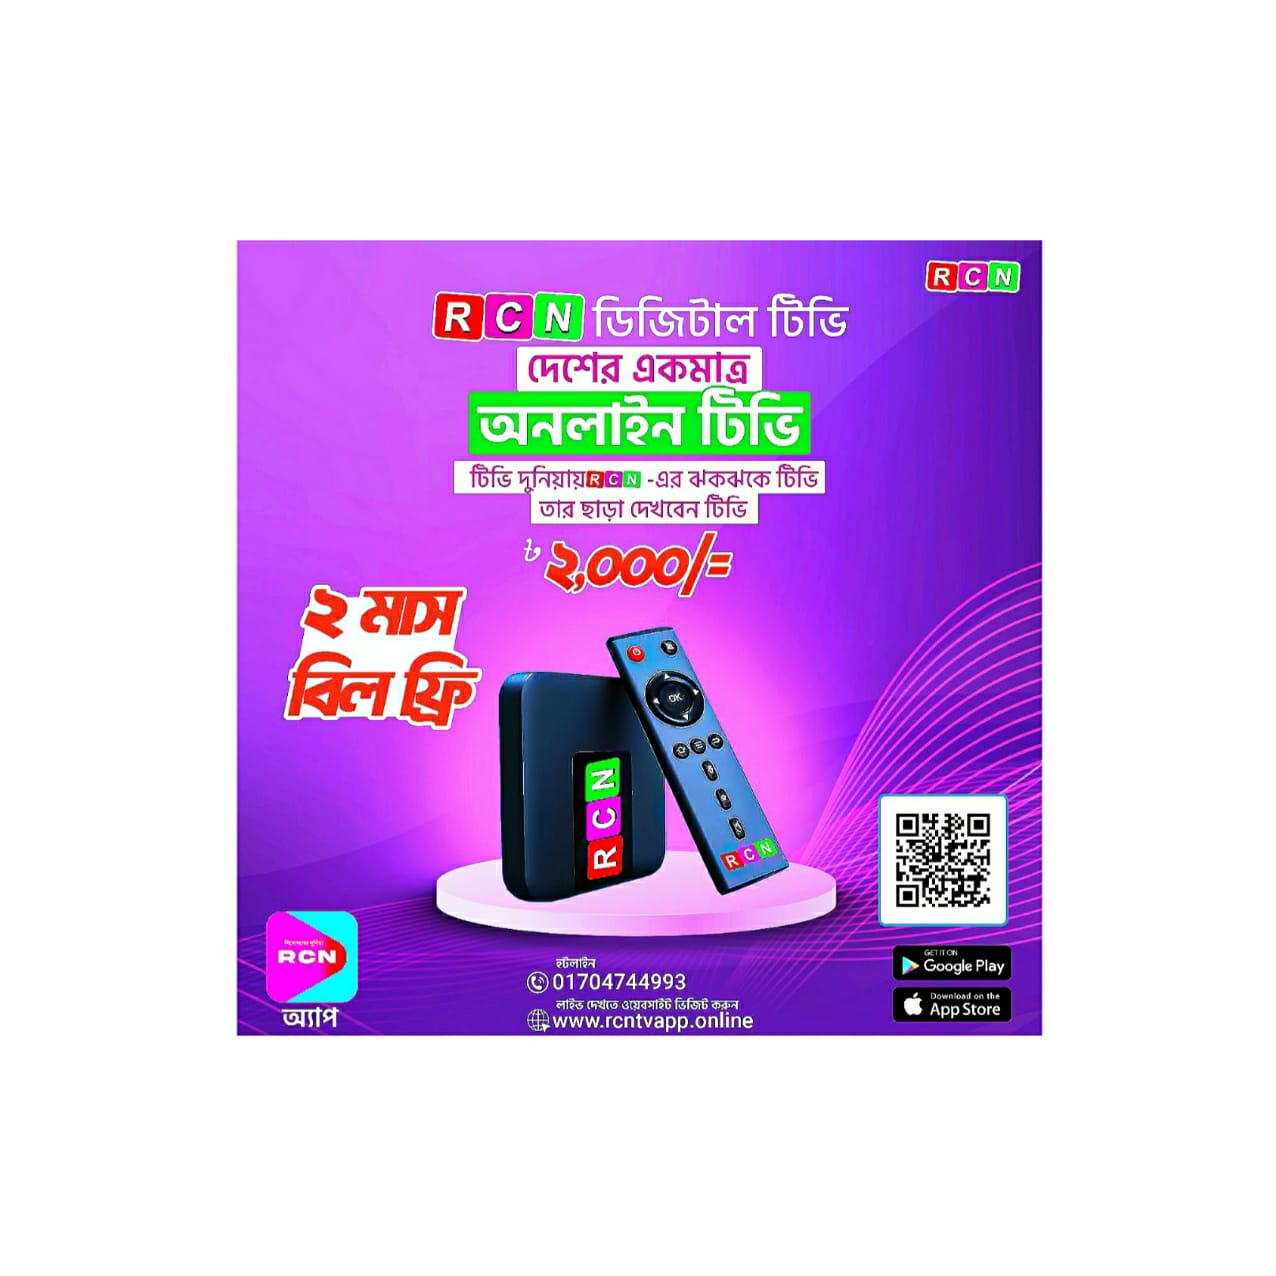 RCN
RCN ডিজিটাল টিভি
দেশের একমাত্র
অনলাইন টিভি
টিভি দুনিয়ায় RCN -এর ঝকঝকে টিভি
তার ছাড়া দেখবেন টিভি
৳ ২,০০০/=
২ মাস
বিল ফ্রি
OK
RCN
RCN
RCN
অ্যাপ
হটলাইন
01704744993
লাইভ দেখতে ওয়েবসাইট ভিজিট করুন
www.rcntvapp.online
GET IT ON
Google Play
Download on the
App Store